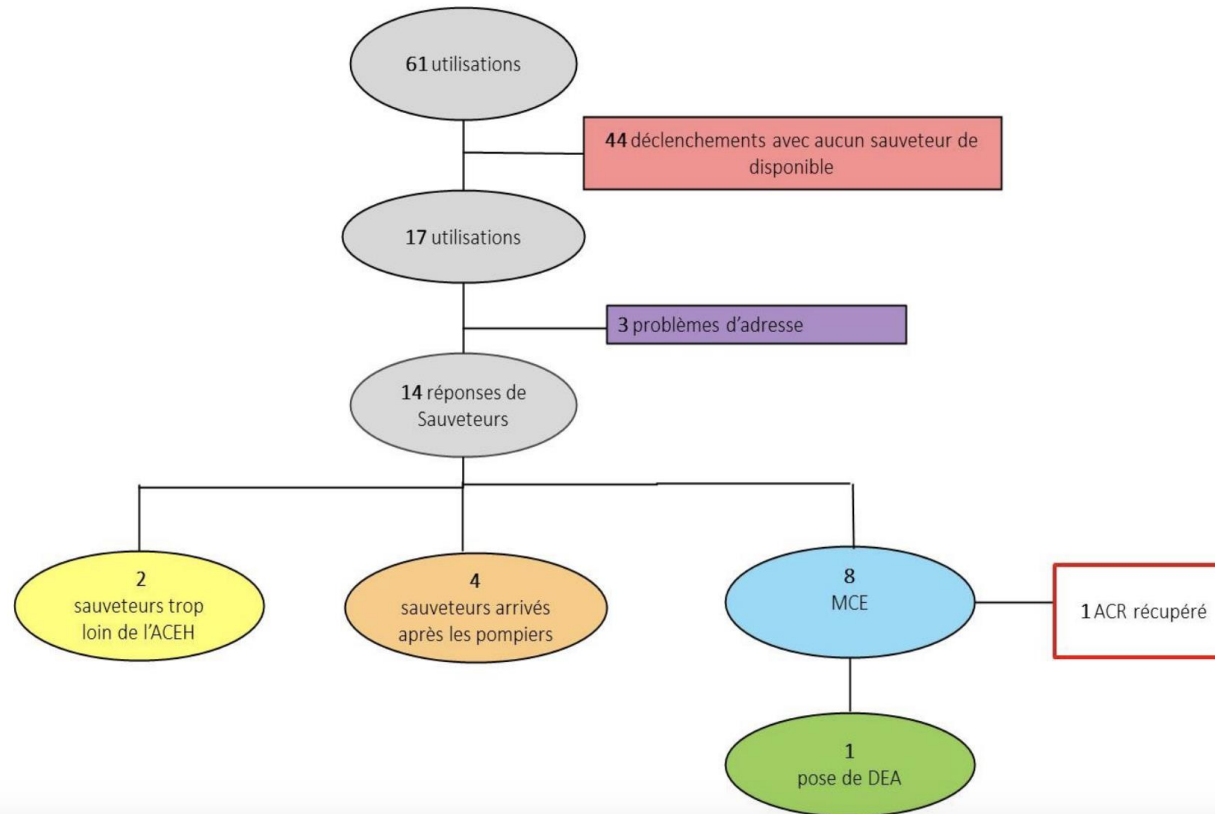 61 utilisations
44 déclenchements avec aucun sauveteur de
disponible
17 utilisations
3 problèmes d'adresse
14 réponses de
Sauveteurs
2
sauveteurs trop
loin de l'ACEH
4
sauveteurs arrivés
après les pompiers
8
MCE
1 ACR récupéré
1
pose de DEA